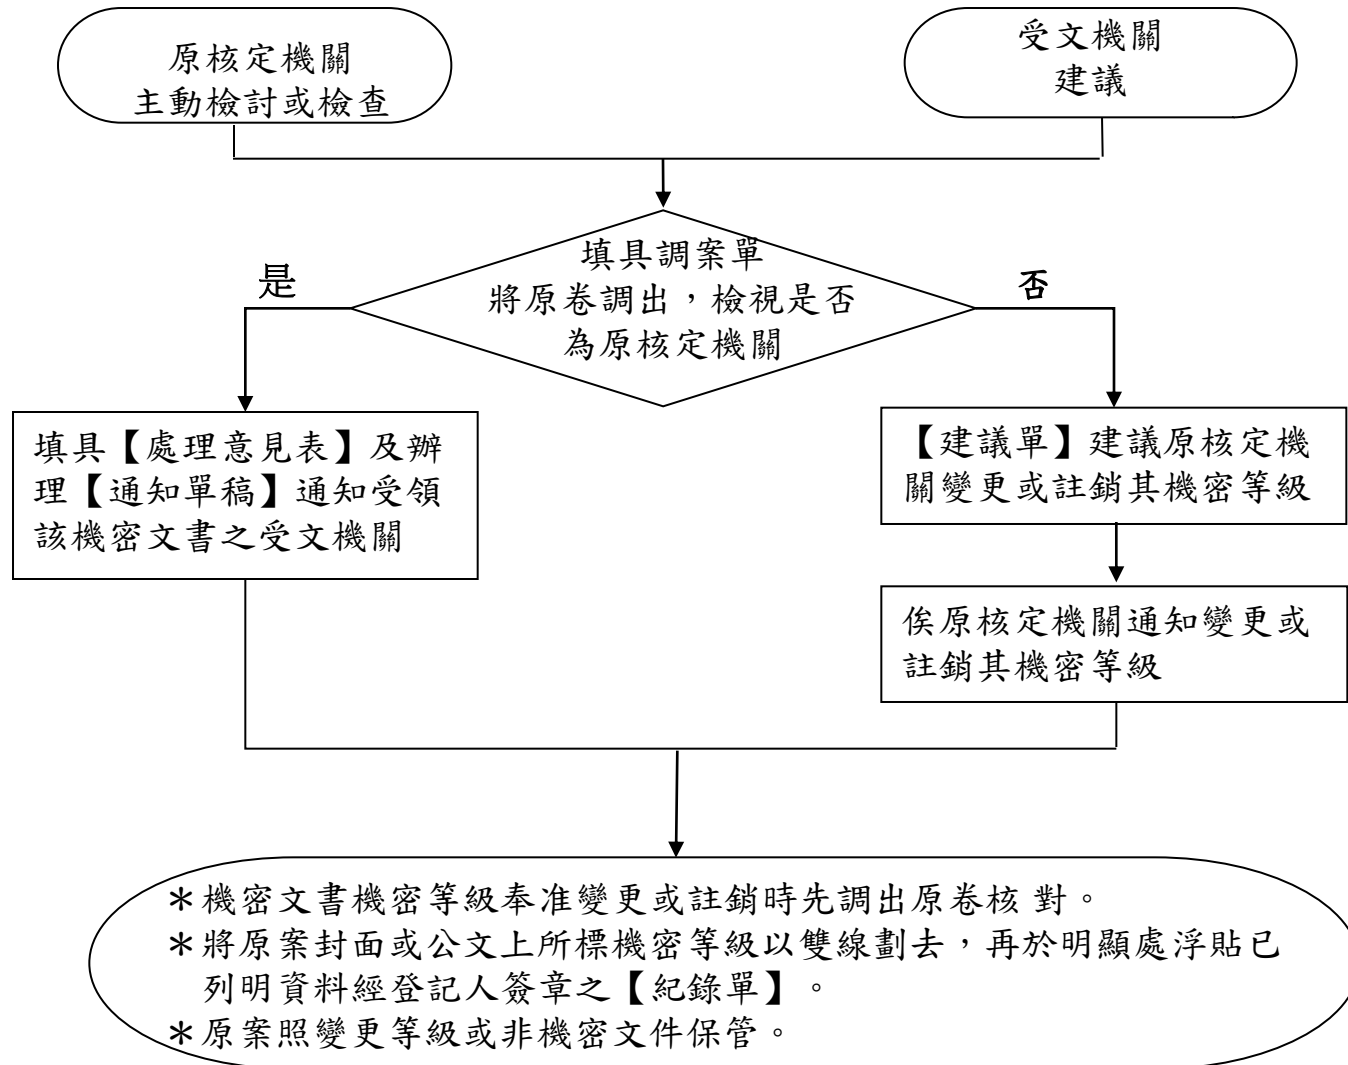 原核定機關
主動檢討或檢查
受文機關
建議
填具調案單
將原卷調出，檢視是否
為原核定機關
是
否
填具【處理意見表】及辦
理【通知單稿】通知受領
該機密文書之受文機關
【建議單】建議原核定機
關變更或註銷其機密等級
俟原核定機關通知變更或
註銷其機密等級
＊機密文書機密等級奉准變更或註銷時先調出原卷核 對。
＊將原案封面或公文上所標機密等級以雙線劃去，再於明顯處浮貼已
列明資料經登記人簽章之【紀錄單】。
＊原案照變更等級或非機密文件保管。